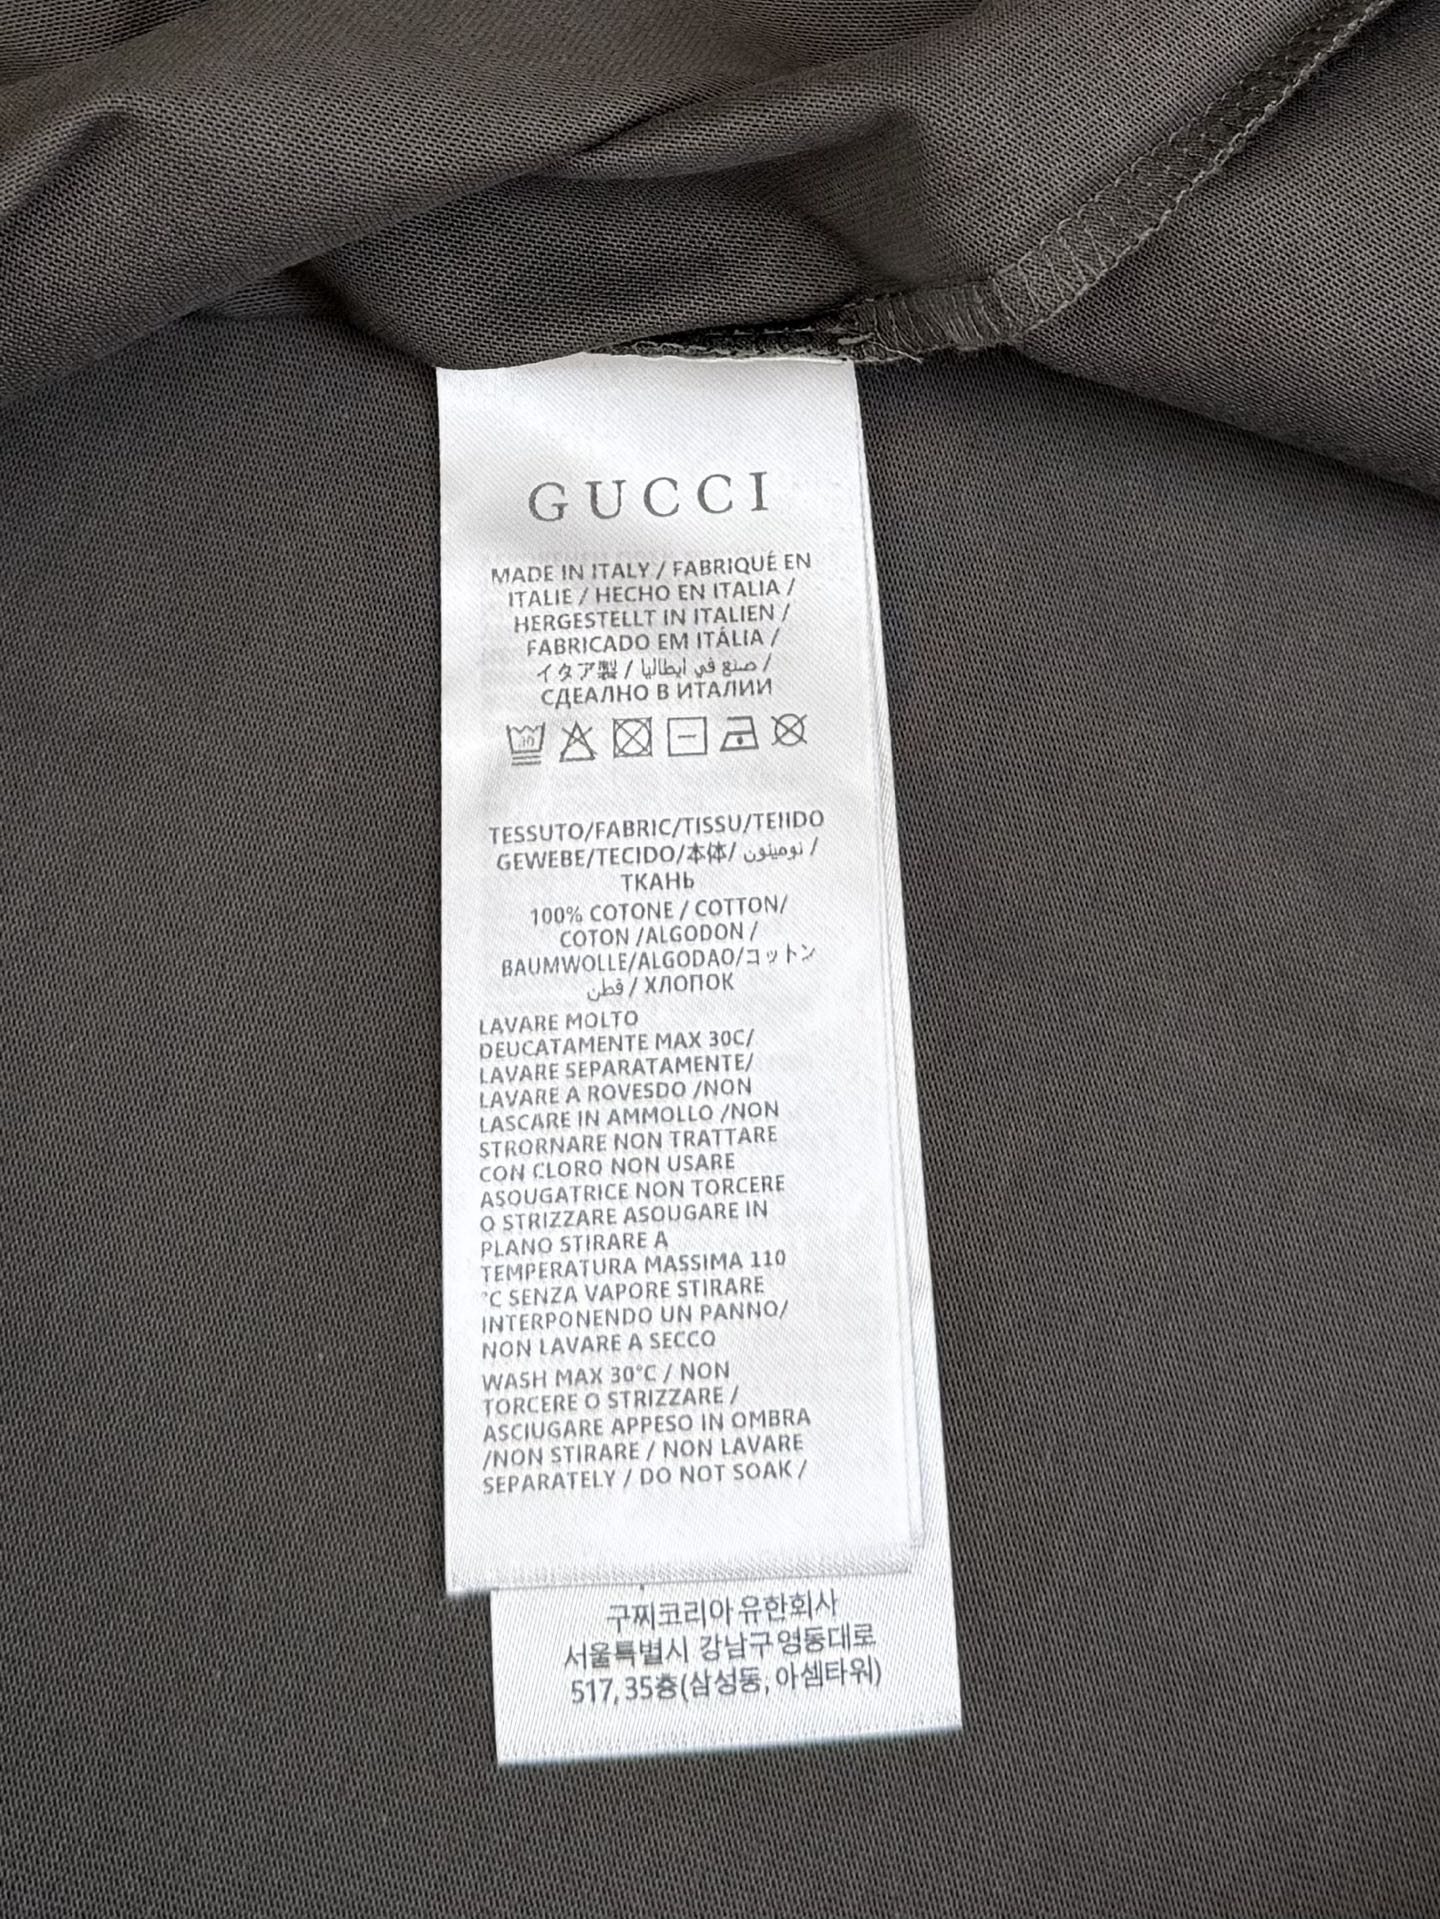 GUCCI
MADE IN ITALY / FABRIQUÉ EN
ITALIE / HECHO EN ITALIA /
HERGESTELLT IN ITALIEN /
FABRICADO EM ITÁLIA /
イタア製 / صنع في ايطاليا /
СДЕАЛНО В ИТАЛИИ
30
TESSUTO/FABRIC/TISSU/TEIIDO
GEWEBE/TECIDO/本体/ نومينون /
ТКАНЬ
100% COTONE / COTTON/
COTON /ALGODON /
BAUMWOLLE/ALGODAO/コットン
قطن / ХЛОПОК
LAVARE MOLTO
DEUCATAMENTE MAX 30C/
LAVARE SEPARATAMENTE/
LAVARE A ROVESDO /NON
LASCARE IN AMMOLLO /NON
STRORNARE NON TRATTARE
CON CLORO NON USARE
ASOUGATRICE NON TORCERE
O STRIZZARE ASOUGARE IN
PLANO STIRARE A
TEMPERATURA MASSIMA 110
°C SENZA VAPORE STIRARE
INTERPONENDO UN PANNO/
NON LAVARE A SECCO
WASH MAX 30°C / NON
TORCERE O STRIZZARE /
ASCIUGARE APPESO IN OMBRA
/NON STIRARE / NON LAVARE
SEPARATELY / DO NOT SOAK /
구찌코리아유한회사
서울특별시 강남구영동대로
517,35층(삼성동, 아셈타워)